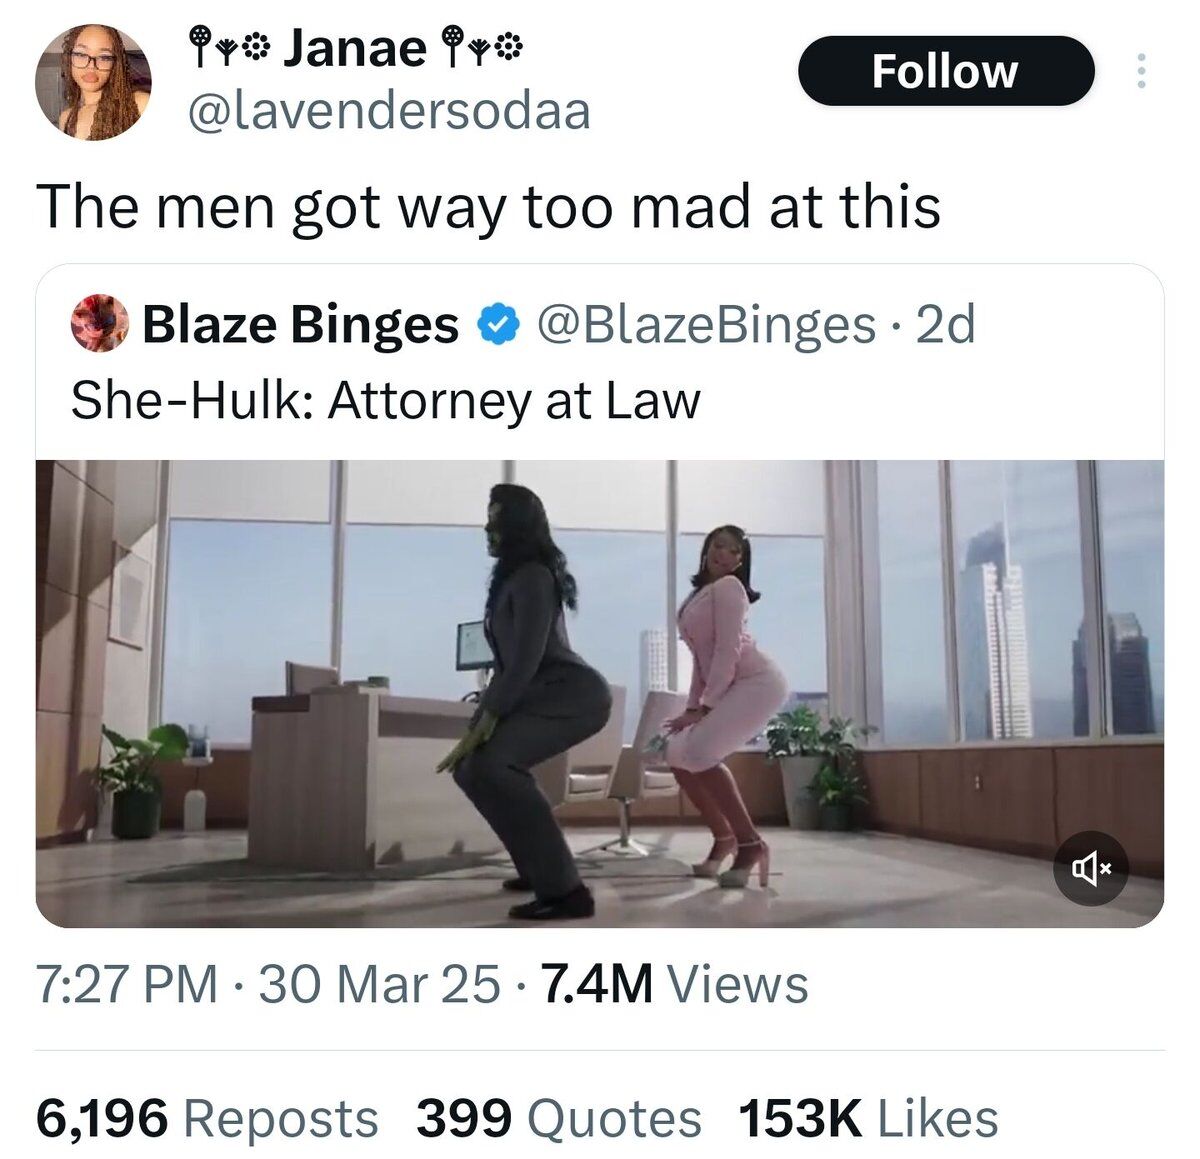 Janae
@lavendersodaa
Follow
The men got way too mad at this
Blaze Binges @BlazeBinges · 2d
She-Hulk: Attorney at Law
7:27 PM · 30 Mar 25 · 7.4M Views
6,196 Reposts 399 Quotes 153K Likes